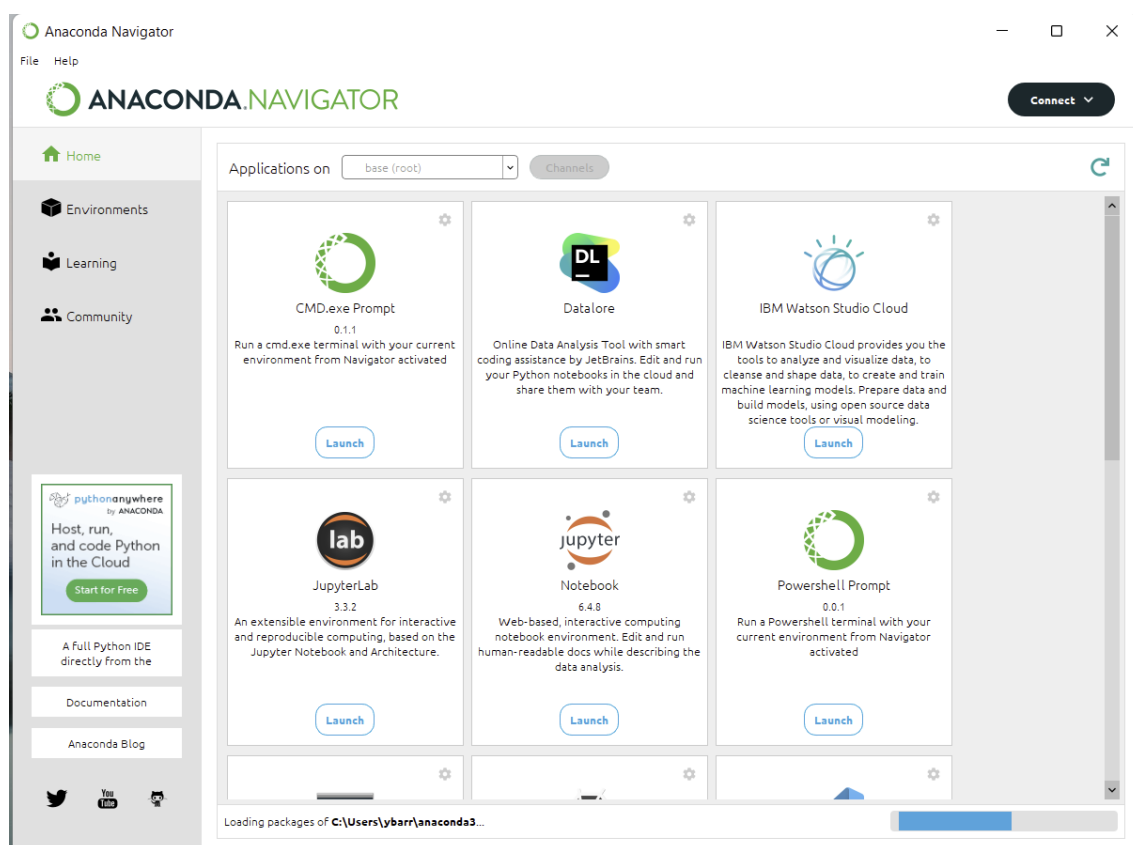 Anaconda Navigator
File Help
ANACONDA.NAVIGATOR
Connect
Home
Environments
Learning
Community
pythonanywhere
by ANACONDA
Host, run,
and code Python
in the Cloud
Start for Free
A full Python IDE
directly from the
Documentation
Anaconda Blog
You
Tube
Applications on base (root) Channels
CMD.exe Prompt
0.1.1
Run a cmd.exe terminal with your current
environment from Navigator activated
Launch
DL
Datalore
Online Data Analysis Tool with smart
coding assistance by JetBrains. Edit and run
your Python notebooks in the cloud and
share them with your team.
Launch
IBM Watson Studio Cloud
IBM Watson Studio Cloud provides you the
tools to analyze and visualize data, to
cleanse and shape data, to create and train
machine learning models. Prepare data and
build models, using open source data
science tools or visual modeling.
Launch
lab
JupyterLab
3.3.2
An extensible environment for interactive
and reproducible computing, based on the
Jupyter Notebook and Architecture.
Launch
jupyter
Notebook
6.4.8
Web-based, interactive computing
notebook environment. Edit and run
human-readable docs while describing the
data analysis.
Launch
Powershell Prompt
0.0.1
Run a Powershell terminal with your
current environment from Navigator
activated
Launch
Loading packages of C:\Users\ybarr\anaconda3...